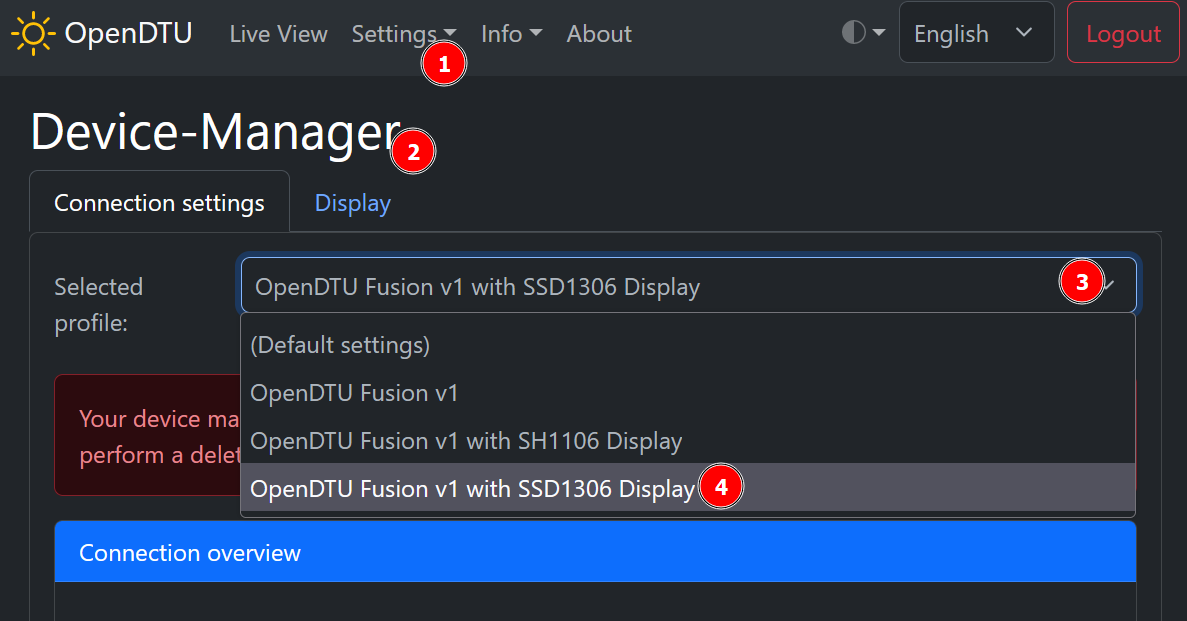 OpenDTU Live View Settings Info About English Logout
1
Device-Manager
2
Connection settings Display
Selected
profile:
OpenDTU Fusion v1 with SSD1306 Display
3
(Default settings)
OpenDTU Fusion v1
OpenDTU Fusion v1 with SH1106 Display
OpenDTU Fusion v1 with SSD1306 Display
4
Your device ma
perform a delet
Connection overview